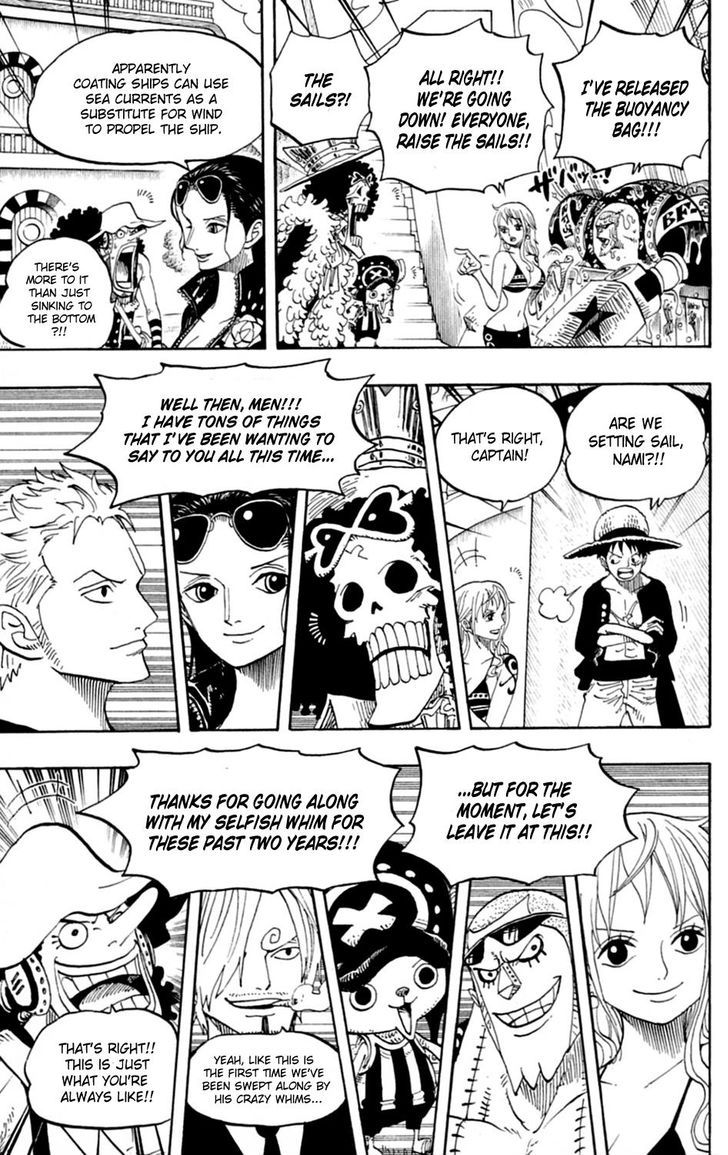 I'VE RELEASED
THE BUOYANCY
BAG!!!
ALL RIGHT!!
WE'RE GOING
DOWN! EVERYONE,
RAISE THE SAILS!!
THE
SAILS?!
APPARENTLY
COATING SHIPS CAN USE
SEA CURRENTS AS A
SUBSTITUTE FOR WIND
TO PROPEL THE SHIP.
THERE'S
MORE TO IT
THAN JUST
SINKING TO
THE BOTTOM
?!!
ザバッ…!!
BF-
ARE WE
SETTING SAIL,
NAMI?!!
THAT'S RIGHT,
CAPTAIN!
WELL THEN, MEN!!!
I HAVE TONS OF THINGS
THAT I'VE BEEN WANTING TO
SAY TO YOU ALL THIS TIME...
...BUT FOR THE
MOMENT, LET'S
LEAVE IT AT THIS!!
THANKS FOR GOING ALONG
WITH MY SELFISH WHIM FOR
THESE PAST TWO YEARS!!!
YEAH, LIKE THIS IS
THE FIRST TIME WE'VE
BEEN SWEPT ALONG BY
HIS CRAZY WHIMS...
THAT'S RIGHT!!
THIS IS JUST
WHAT YOU'RE
ALWAYS LIKE!!